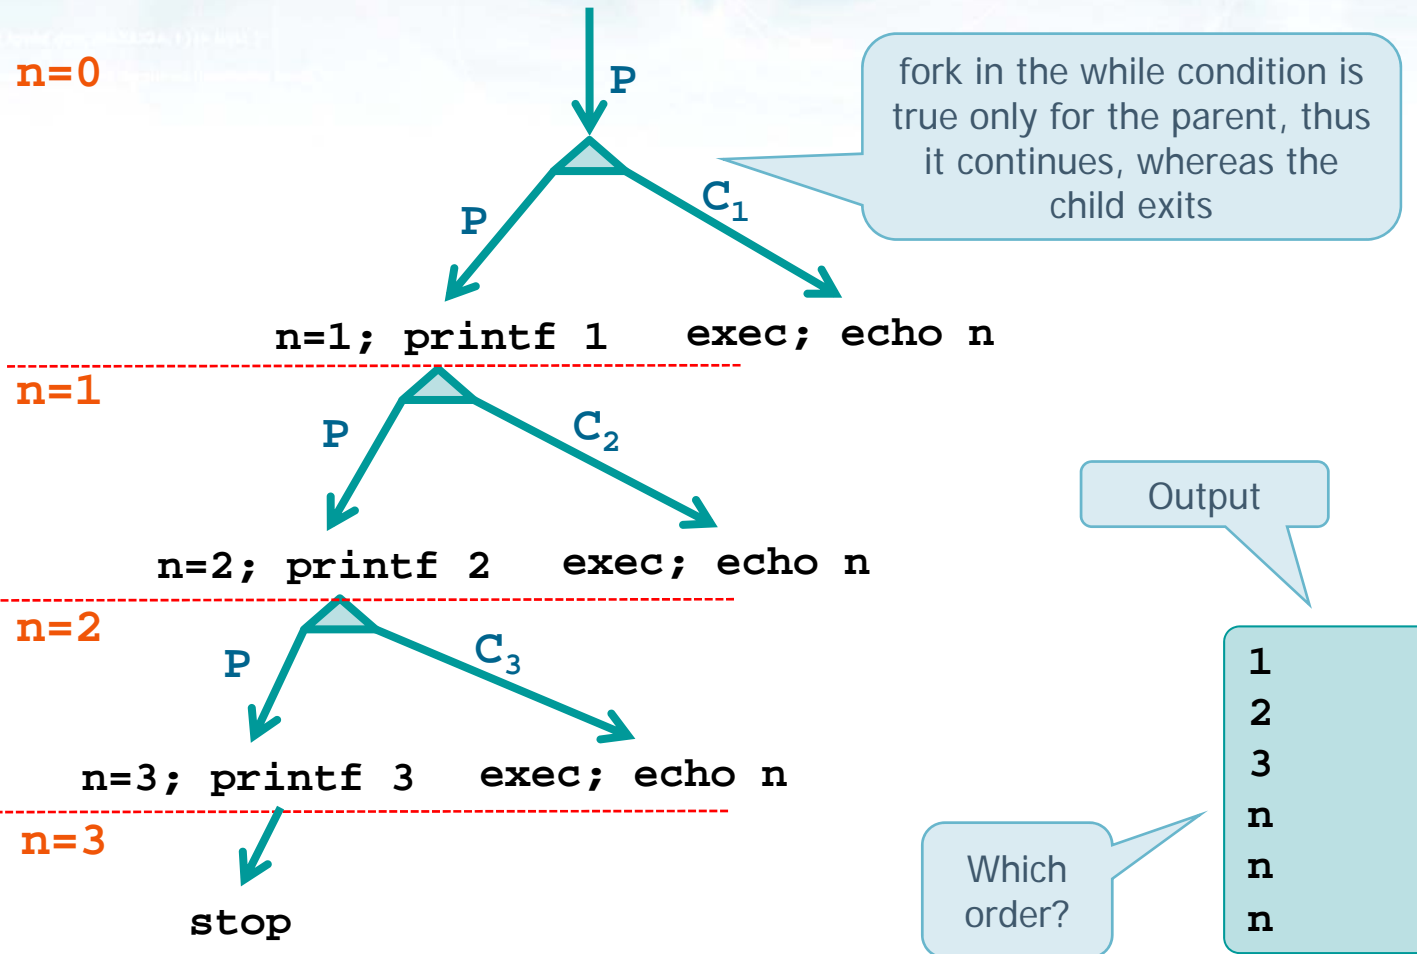 n=0
P
fork in the while condition is
true only for the parent, thus
it continues, whereas the
child exits
P
C1
n=1; printf 1
exec; echo n
n=1
P
C2
Output
n=2; printf 2
exec; echo n
n=2
P
C3
1
2
3
n
n
n
n=3; printf 3
exec; echo n
n=3
Which
order?
stop